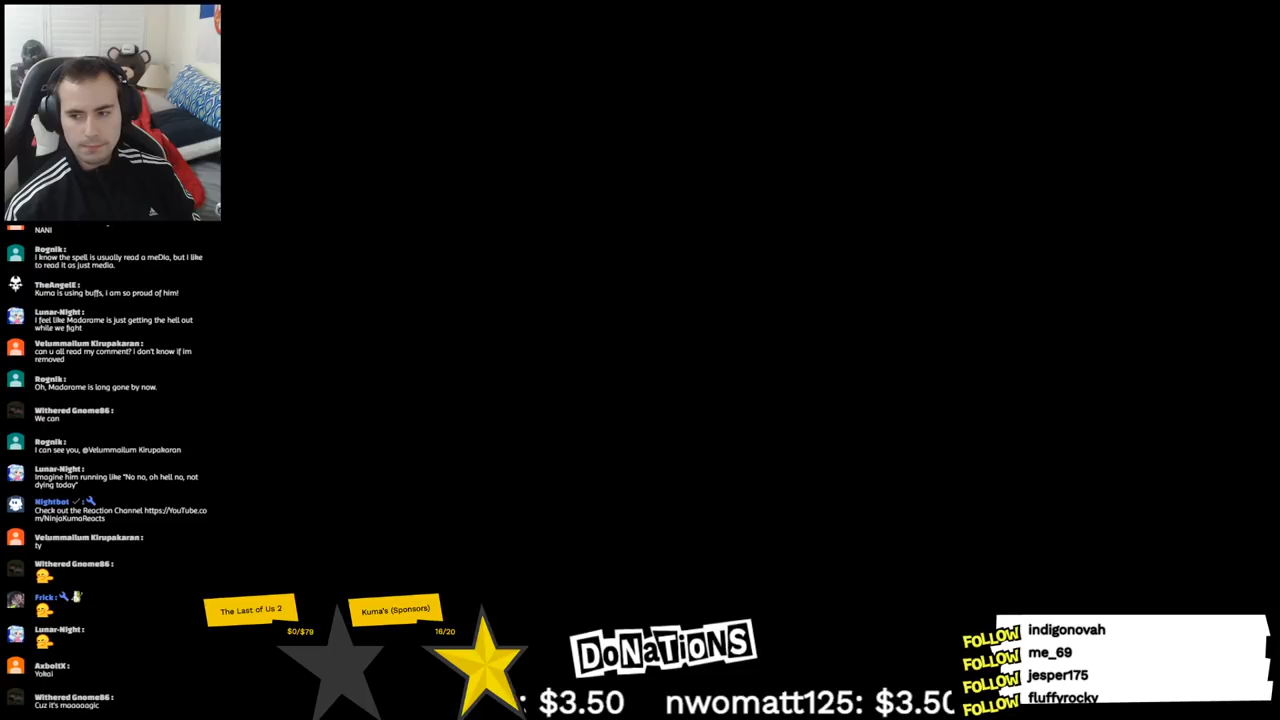 NANI
Rognik :
I know the spell is usually read a meDIa, but I like
to read it as just media.
TheAngelE :
Kuma is using buffs, i am so proud of him!
Lunar-Night :
I feel like Madarame is just getting the hell out
while we fight
Velummailum Kirupakaran :
can u all read my comment? I don't know if im
removed
Rognik :
Oh, Madarame is long gone by now.
Withered Gnome86 :
We can
Rognik :
I can see you, @Velummailum Kirupakaran
Lunar-Night :
Imagine him running like "No no, oh hell no, not
dying today"
Nightbot ✓ :
Check out the Reaction Channel https://YouTube.co
m/NinjaKumaReacts
Velummailum Kirupakaran :
ty
Withered Gnome86 :
Frick :
Lunar-Night :
AxboltX :
Yokai
Withered Gnome86 :
Cuz it's mooooagic
The Last of Us 2
$0/$79
Kuma's (Sponsors)
16/20
DONATIONS
: $3.50 nwomatt125: $3.50
FOLLOW indigonovah
FOLLOW me_69
FOLLOW jesper175
FOLLOW fluffyrocky